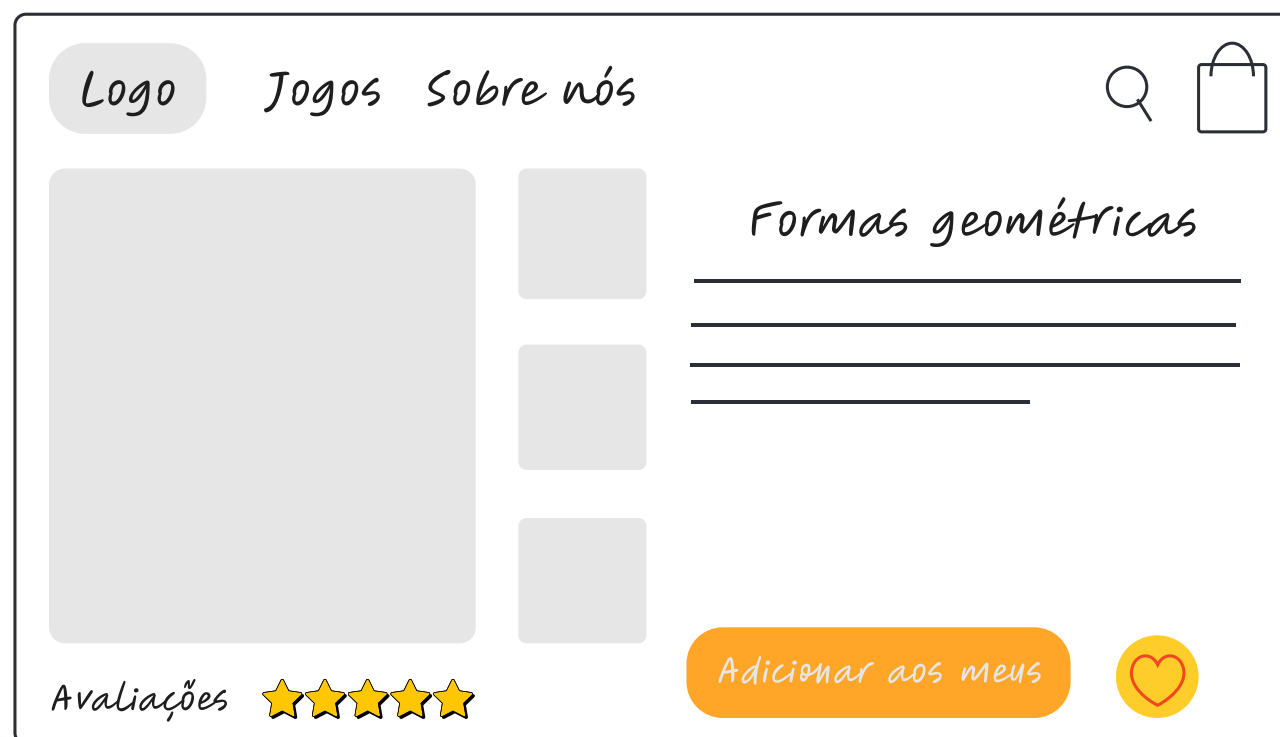 Logo Jogos Sobre nós
Formas geométricas
Adicionar aos meus
Avaliações